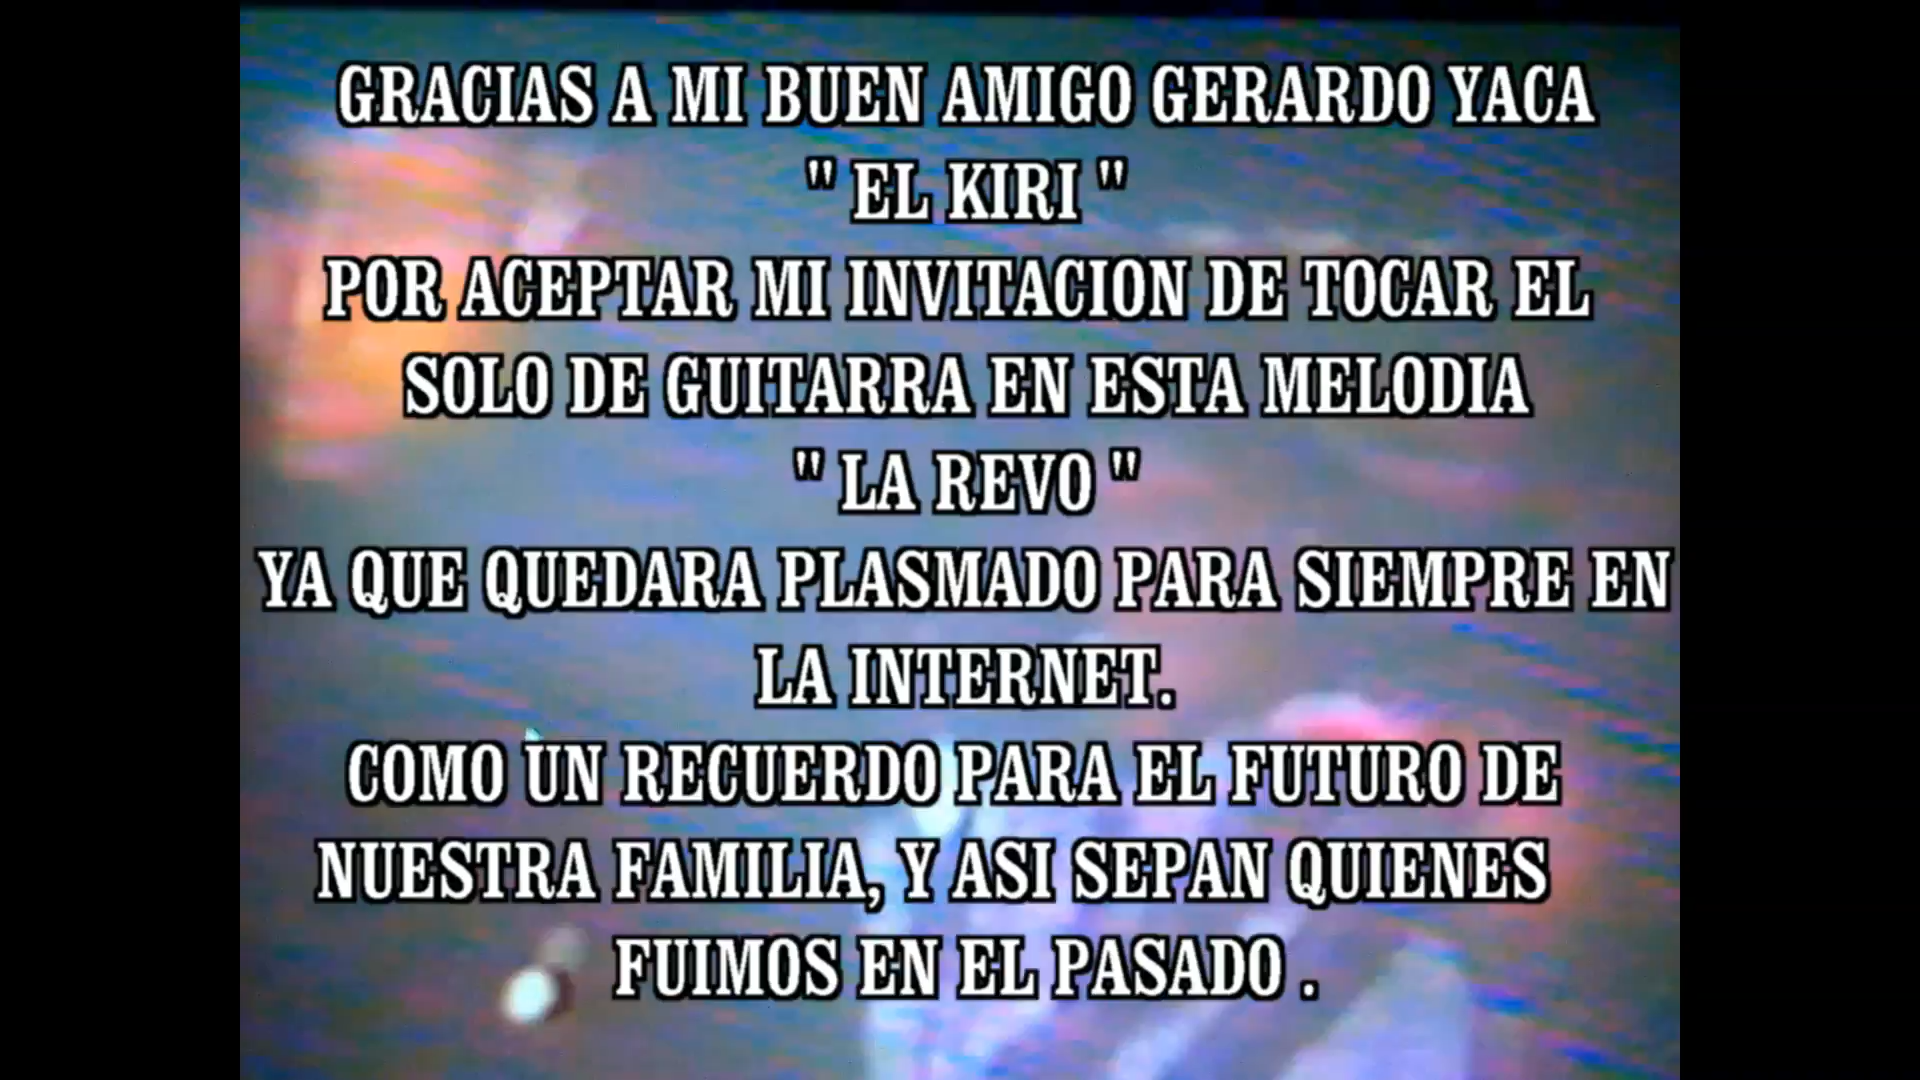 GRACIAS A MI BUEN AMIGO GERARDO YACA
" EL KIRI "
POR ACEPTAR MI INVITACION DE TOCAR EL
SOLO DE GUITARRA EN ESTA MELODIA
" LA REVO "
YA QUE QUEDARA PLASMADO PARA SIEMPRE EN
LA INTERNET.
COMO UN RECUERDO PARA EL FUTURO DE
NUESTRA FAMILIA, Y ASI SEPAN QUIENES
FUIMOS EN EL PASADO .